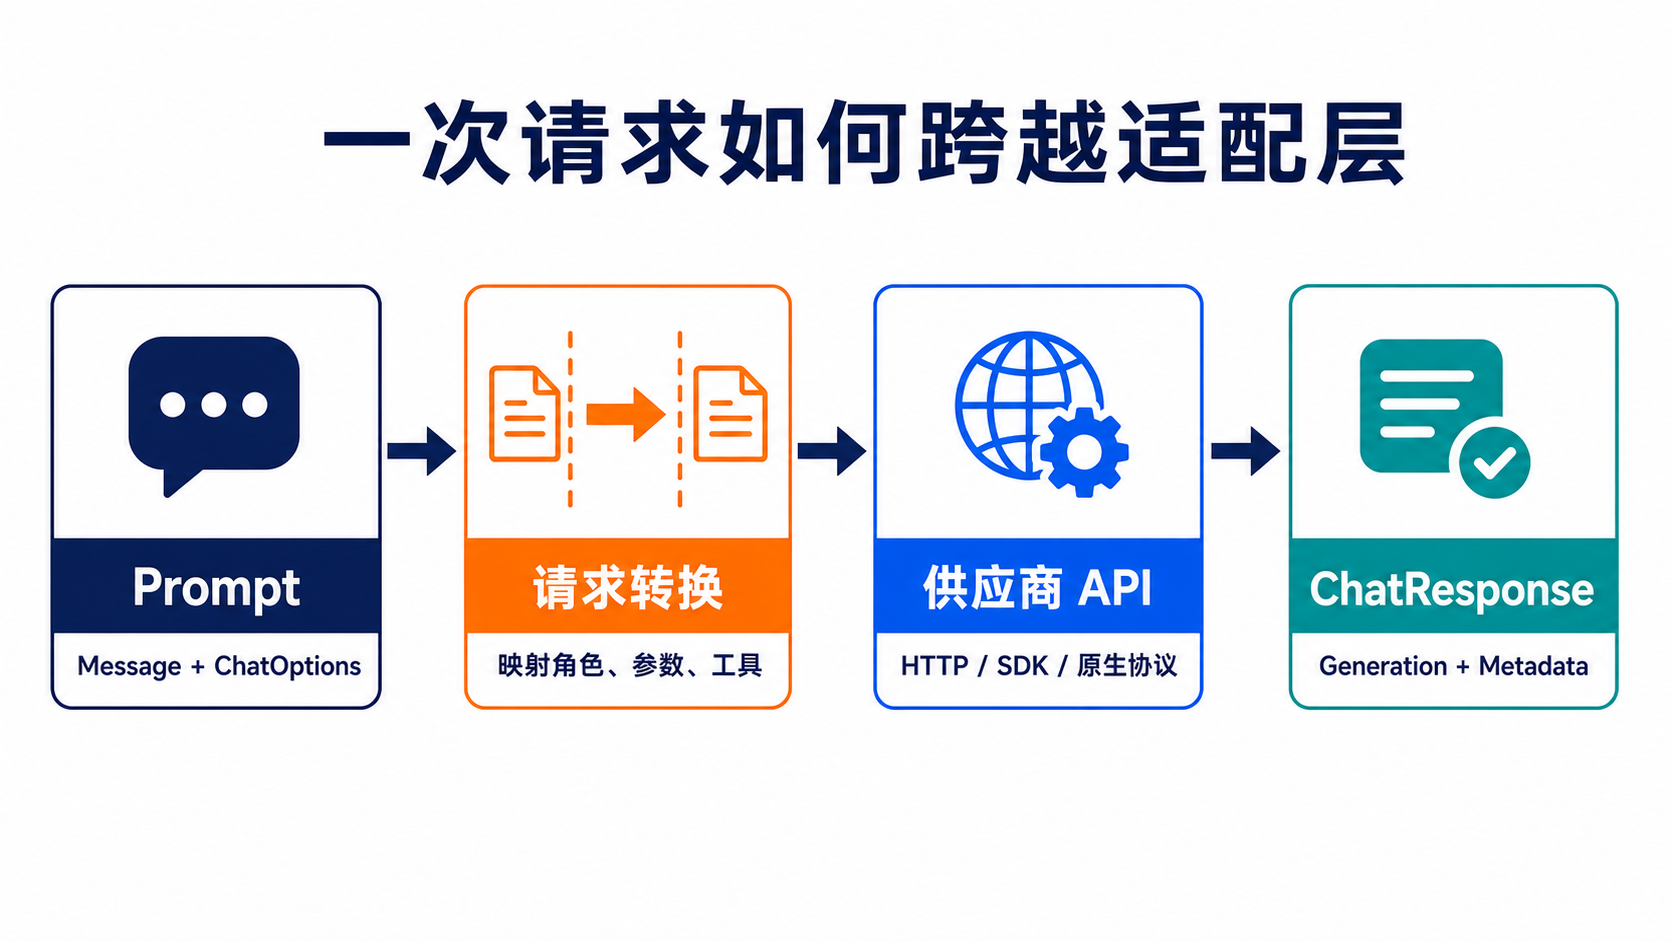 一次请求如何跨越适配层
Prompt
Message + ChatOptions
请求转换
映射角色、参数、工具
供应商 API
HTTP / SDK / 原生协议
ChatResponse
Generation + Metadata